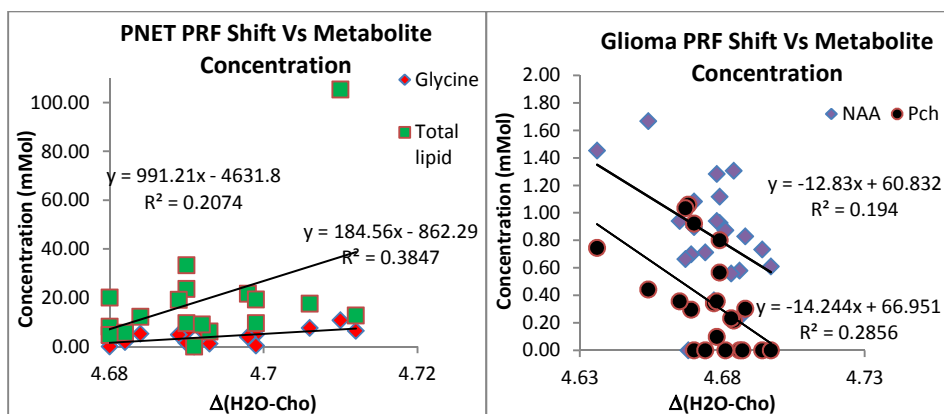 PNET PRF Shift Vs Metabolite
Concentration
Glycine
Total
lipid
Concentration (mMol)
100.00
80.00
60.00
40.00
20.00
0.00
y = 991.21x - 4631.8
R² = 0.2074
y = 184.56x - 862.29
R² = 0.3847
4.68
4.7
4.72
Δ(H2O-Cho)
Glioma PRF Shift Vs Metabolite
Concentration
NAA
Pch
Concentration (mMol)
2.00
1.80
1.60
1.40
1.20
1.00
0.80
0.60
0.40
0.20
0.00
y = -12.83x + 60.832
R² = 0.194
y = -14.244x + 66.951
R² = 0.2856
4.63
4.68
4.73
Δ(H2O-Cho)